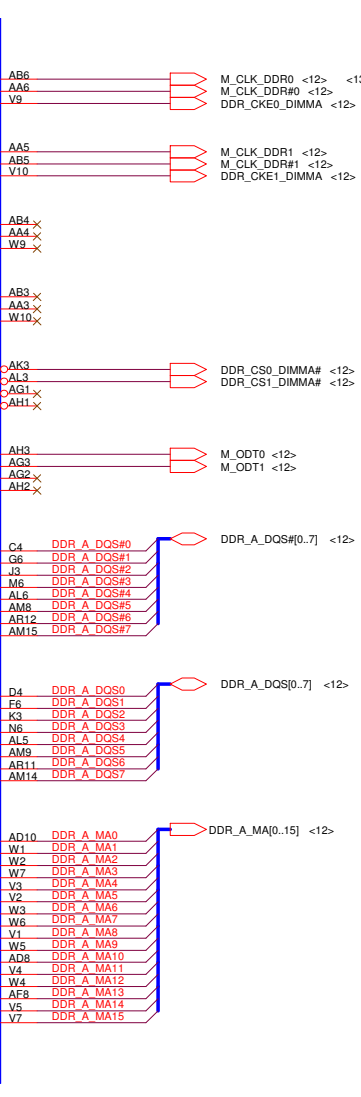 AB6 M_CLK_DDR0 <12> <13
AA6 M_CLK_DDR#0 <12>
V9 DDR_CKE0_DIMMA <12>
AA5 M_CLK_DDR1 <12>
AB5 M_CLK_DDR#1 <12>
V10 DDR_CKE1_DIMMA <12>
AB4
AA4
W9
AB3
AA3
W10
AK3 DDR_CS0_DIMMA# <12>
AL3 DDR_CS1_DIMMA# <12>
AG1
AH1
AH3 M_ODT0 <12>
AG3 M_ODT1 <12>
AG2
AH2
DDR_A_DQS#[0..7] <12>
C4 DDR_A_DQS#0
G6 DDR_A_DQS#1
J3 DDR_A_DQS#2
M6 DDR_A_DQS#3
AL6 DDR_A_DQS#4
AM8 DDR_A_DQS#5
AR12 DDR_A_DQS#6
AM15 DDR_A_DQS#7
DDR_A_DQS[0..7] <12>
D4 DDR_A_DQS0
F6 DDR_A_DQS1
K3 DDR_A_DQS2
N6 DDR_A_DQS3
AL5 DDR_A_DQS4
AM9 DDR_A_DQS5
AR11 DDR_A_DQS6
AM14 DDR_A_DQS7
DDR_A_MA[0..15] <12>
AD10 DDR_A_MA0
W1 DDR_A_MA1
W2 DDR_A_MA2
W7 DDR_A_MA3
V3 DDR_A_MA4
V2 DDR_A_MA5
W3 DDR_A_MA6
W6 DDR_A_MA7
V1 DDR_A_MA8
W5 DDR_A_MA9
AD8 DDR_A_MA10
V4 DDR_A_MA11
W4 DDR_A_MA12
AF8 DDR_A_MA13
V5 DDR_A_MA14
V7 DDR_A_MA15